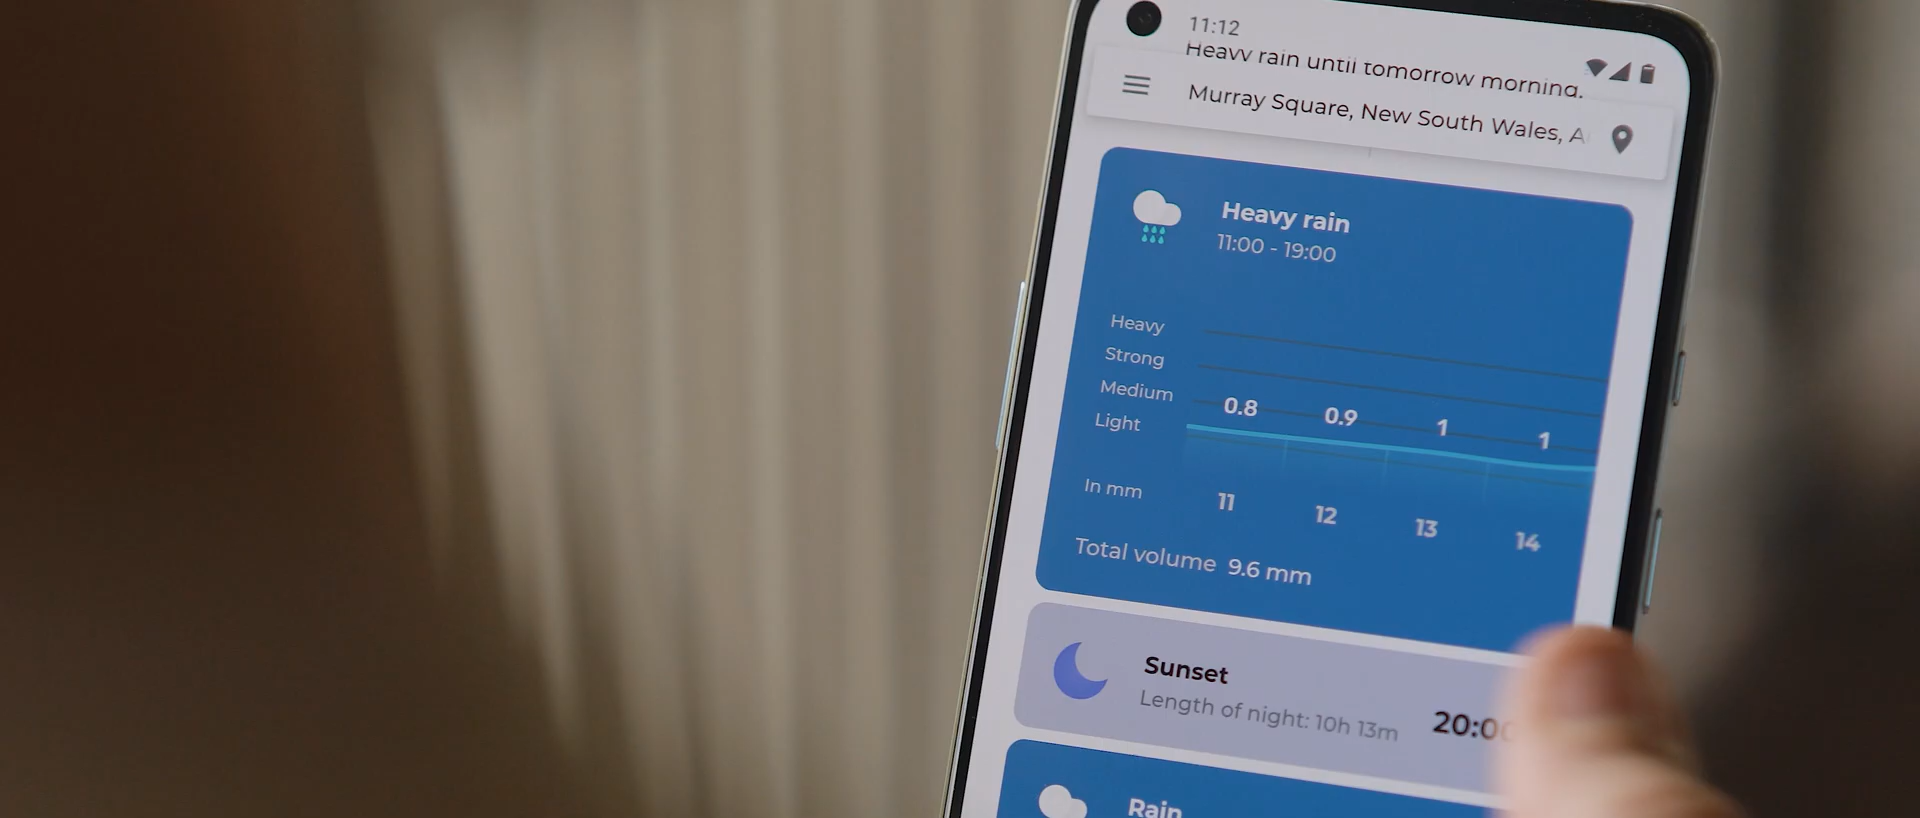 11:12
Heavy rain until tomorrow morning.
Murray Square, New South Wales, A
Heavy rain
11:00 - 19:00
Heavy
Strong
Medium
Light
0.8 0.9 1 1
In mm 11 12 13 14
Total volume 9.6 mm
Sunset
Length of night: 10h 13m
20:00
Rain